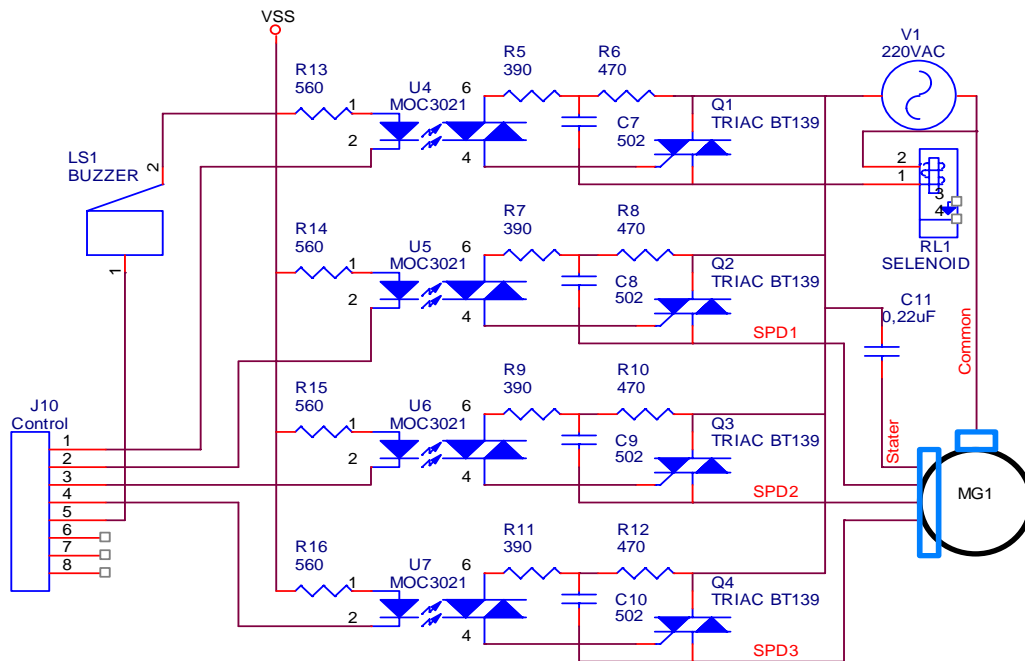 VSS
V1
220VAC
R13
560
1
2
U4
MOC3021
6
4
R5
390
R6
470
C7
502
Q1
TRIAC BT139
2
1
3
4
RL1
SELENOID
LS1
BUZZER
2
1
R14
560
1
2
U5
MOC3021
6
4
R7
390
R8
470
C8
502
Q2
TRIAC BT139
SPD1
C11
0,22uF
Common
Stater
R15
560
1
2
U6
MOC3021
6
4
R9
390
R10
470
C9
502
Q3
TRIAC BT139
SPD2
MG1
J10
Control
1
2
3
4
5
6
7
8
R16
560
1
2
U7
MOC3021
6
4
R11
390
R12
470
C10
502
Q4
TRIAC BT139
SPD3